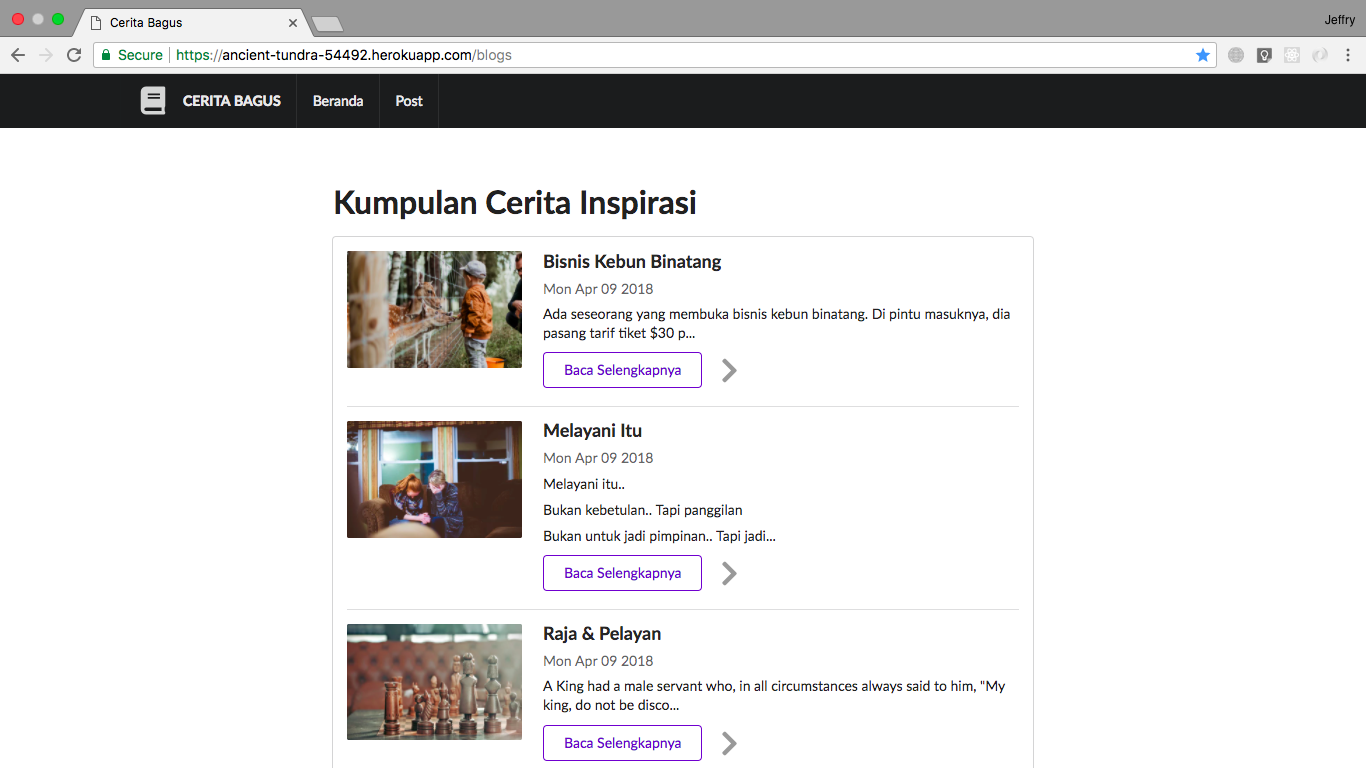 Cerita Bagus
Jeffry
Secure https://ancient-tundra-54492.herokuapp.com/blogs
CERITA BAGUS Beranda Post
Kumpulan Cerita Inspirasi
Bisnis Kebun Binatang
Mon Apr 09 2018
Ada seseorang yang membuka bisnis kebun binatang. Di pintu masuknya, dia
pasang tarif tiket $30 p...
Baca Selengkapnya
Melayani Itu
Mon Apr 09 2018
Melayani itu..
Bukan kebetulan.. Tapi panggilan
Bukan untuk jadi pimpinan.. Tapi jadi...
Baca Selengkapnya
Raja & Pelayan
Mon Apr 09 2018
A King had a male servant who, in all circumstances always said to him, "My
king, do not be disco...
Baca Selengkapnya